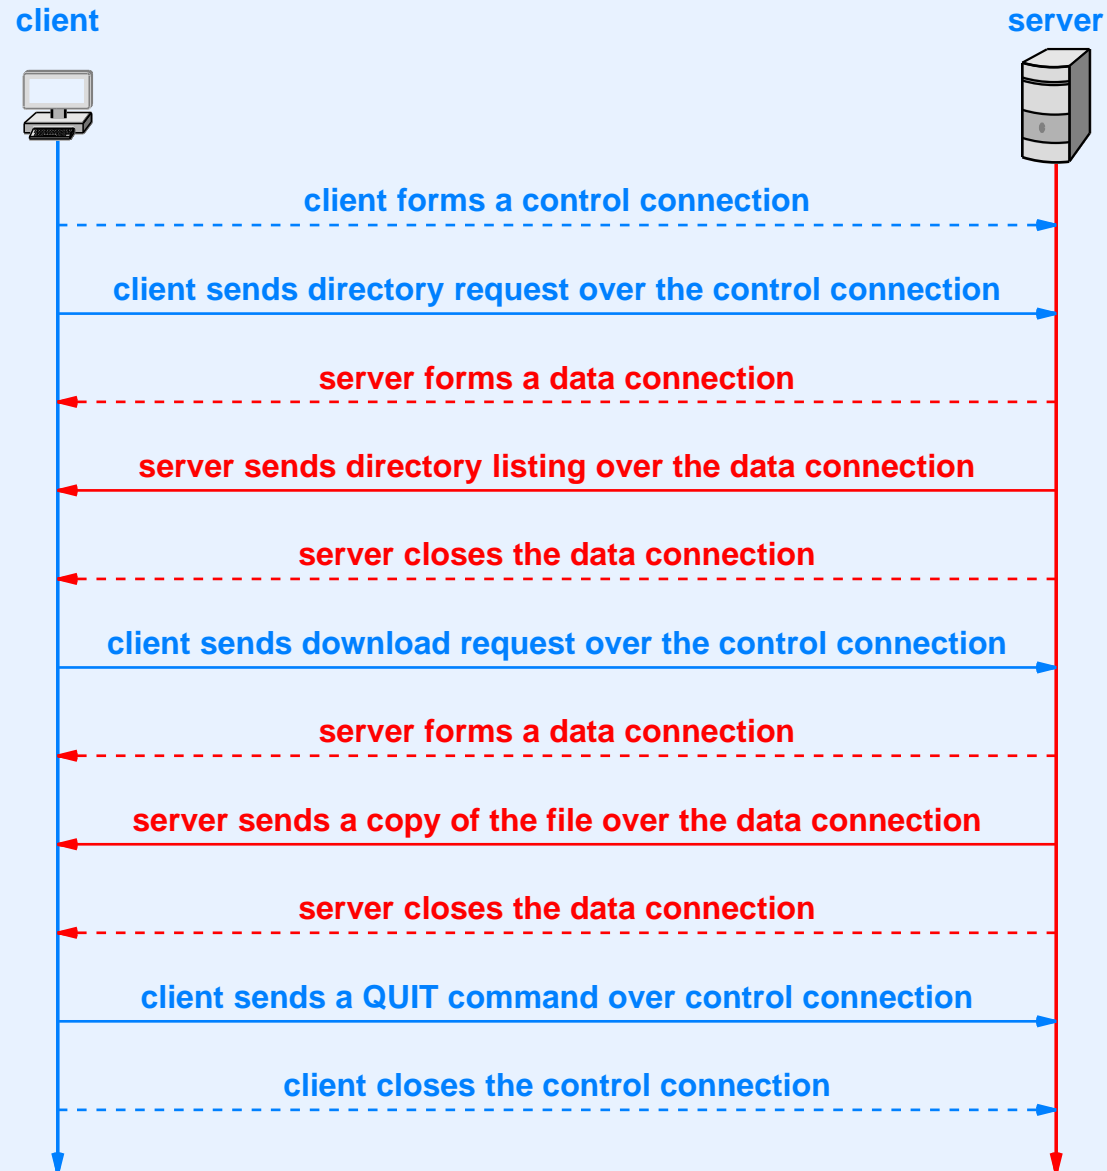 client
server
client forms a control connection
client sends directory request over the control connection
server forms a data connection
server sends directory listing over the data connection
server closes the data connection
client sends download request over the control connection
server forms a data connection
server sends a copy of the file over the data connection
server closes the data connection
client sends a QUIT command over control connection
client closes the control connection